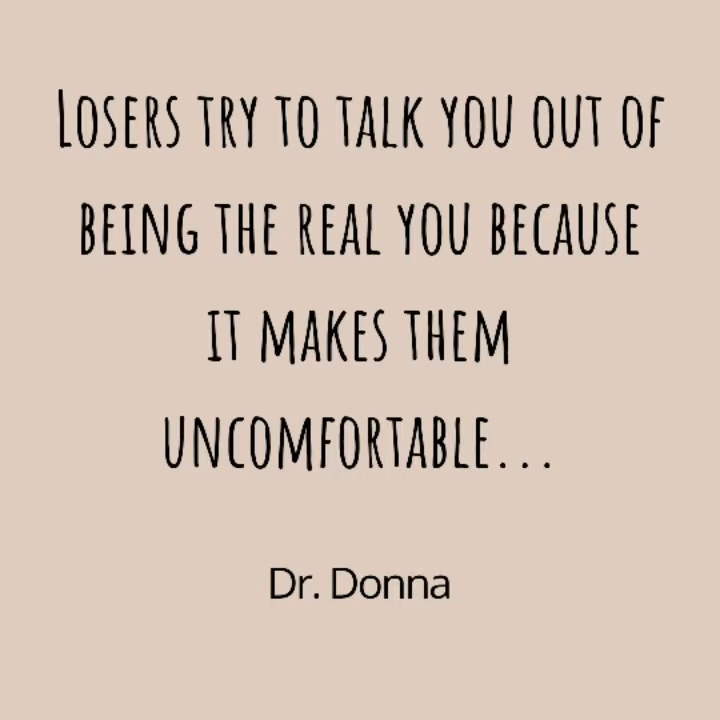 Losers try to talk you out of
being the real you because
it makes them
uncomfortable...
Dr. Donna